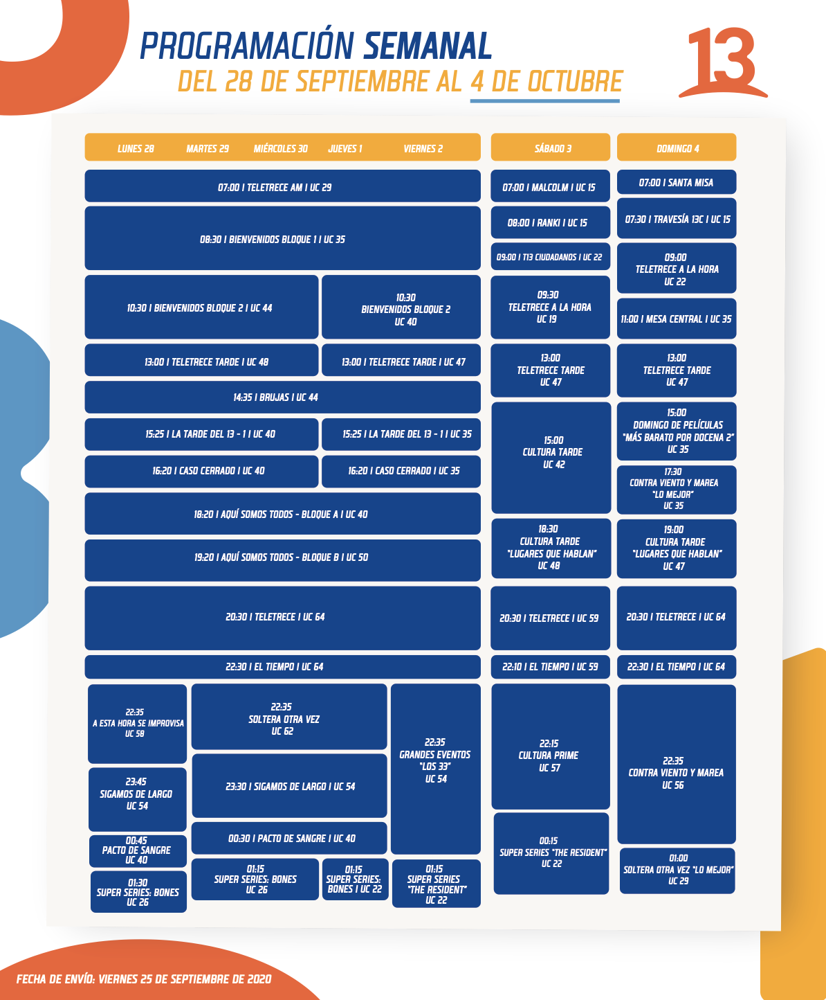 PROGRAMACIÓN SEMANAL
DEL 28 DE SEPTIEMBRE AL 4 DE OCTUBRE
13
LUNES 28
MARTES 29
MIÉRCOLES 30
JUEVES 1
VIERNES 2
SÁBADO 3
DOMINGO 4
07:00 I TELETRECE AM I UC 29
08:30 I BIENVENIDOS BLOQUE 1 I UC 35
10:30 I BIENVENIDOS BLOQUE 2 I UC 44
10:30
BIENVENIDOS BLOQUE 2
UC 40
13:00 I TELETRECE TARDE I UC 48
13:00 I TELETRECE TARDE I UC 47
14:35 I BRUJAS I UC 44
15:25 I LA TARDE DEL 13 - 1 I UC 40
15:25 I LA TARDE DEL 13 - 1 I UC 35
16:20 I CASO CERRADO I UC 40
16:20 I CASO CERRADO I UC 35
18:20 I AQUÍ SOMOS TODOS - BLOQUE A I UC 40
19:20 I AQUÍ SOMOS TODOS - BLOQUE B I UC 50
20:30 I TELETRECE I UC 64
22:30 I EL TIEMPO I UC 64
22:35
A ESTA HORA SE IMPROVISA
UC 58
23:45
SIGAMOS DE LARGO
UC 54
00:45
PACTO DE SANGRE
UC 40
01:30
SUPER SERIES: BONES
UC 26
22:35
SOLTERA OTRA VEZ
UC 62
23:30 I SIGAMOS DE LARGO I UC 54
00:30 I PACTO DE SANGRE I UC 40
01:15
SUPER SERIES: BONES
UC 26
01:15
SUPER SERIES:
BONES I UC 22
22:35
GRANDES EVENTOS
"LOS 33"
UC 54
01:15
SUPER SERIES
"THE RESIDENT"
UC 22
07:00 I MALCOLM I UC 15
08:00 I RANKI I UC 15
09:00 I T13 CIUDADANOS I UC 22
09:30
TELETRECE A LA HORA
UC 19
13:00
TELETRECE TARDE
UC 47
15:00
CULTURA TARDE
UC 42
18:30
CULTURA TARDE
"LUGARES QUE HABLAN"
UC 48
20:30 I TELETRECE I UC 59
22:10 I EL TIEMPO I UC 59
22:15
CULTURA PRIME
UC 57
00:15
SUPER SERIES "THE RESIDENT"
UC 22
07:00 I SANTA MISA
07:30 I TRAVESÍA 13C I UC 15
09:00
TELETRECE A LA HORA
UC 22
11:00 I MESA CENTRAL I UC 35
13:00
TELETRECE TARDE
UC 47
15:00
DOMINGO DE PELÍCULAS
"MÁS BARATO POR DOCENA 2"
UC 35
17:30
CONTRA VIENTO Y MAREA
"LO MEJOR"
UC 35
19:00
CULTURA TARDE
"LUGARES QUE HABLAN"
UC 47
20:30 I TELETRECE I UC 64
22:30 I EL TIEMPO I UC 64
22:35
CONTRA VIENTO Y MAREA
UC 56
01:00
SOLTERA OTRA VEZ "LO MEJOR"
UC 29
FECHA DE ENVÍO: VIERNES 25 DE SEPTIEMBRE DE 2020